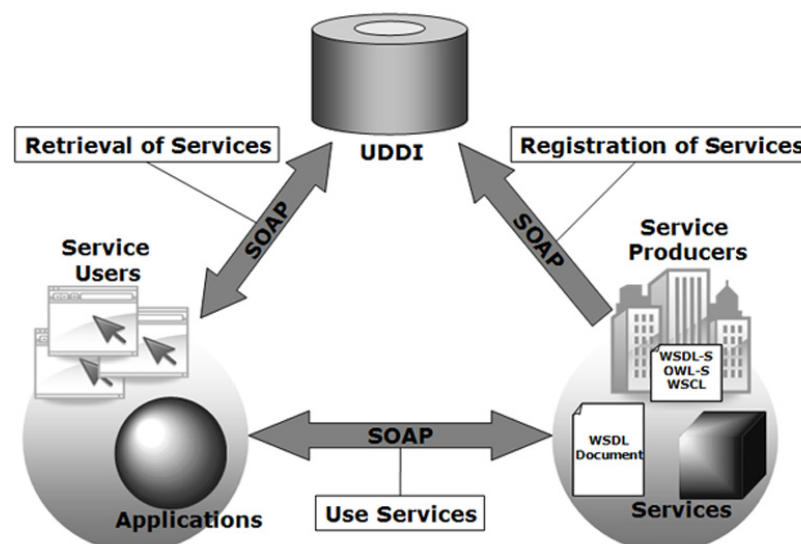 UDDI
Retrieval of Services
Registration of Services
SOAP
SOAP
Service
Users
Service
Producers
WSDL-S
OWL-S
WSCL
SOAP
WSDL
Document
Applications
Use Services
Services